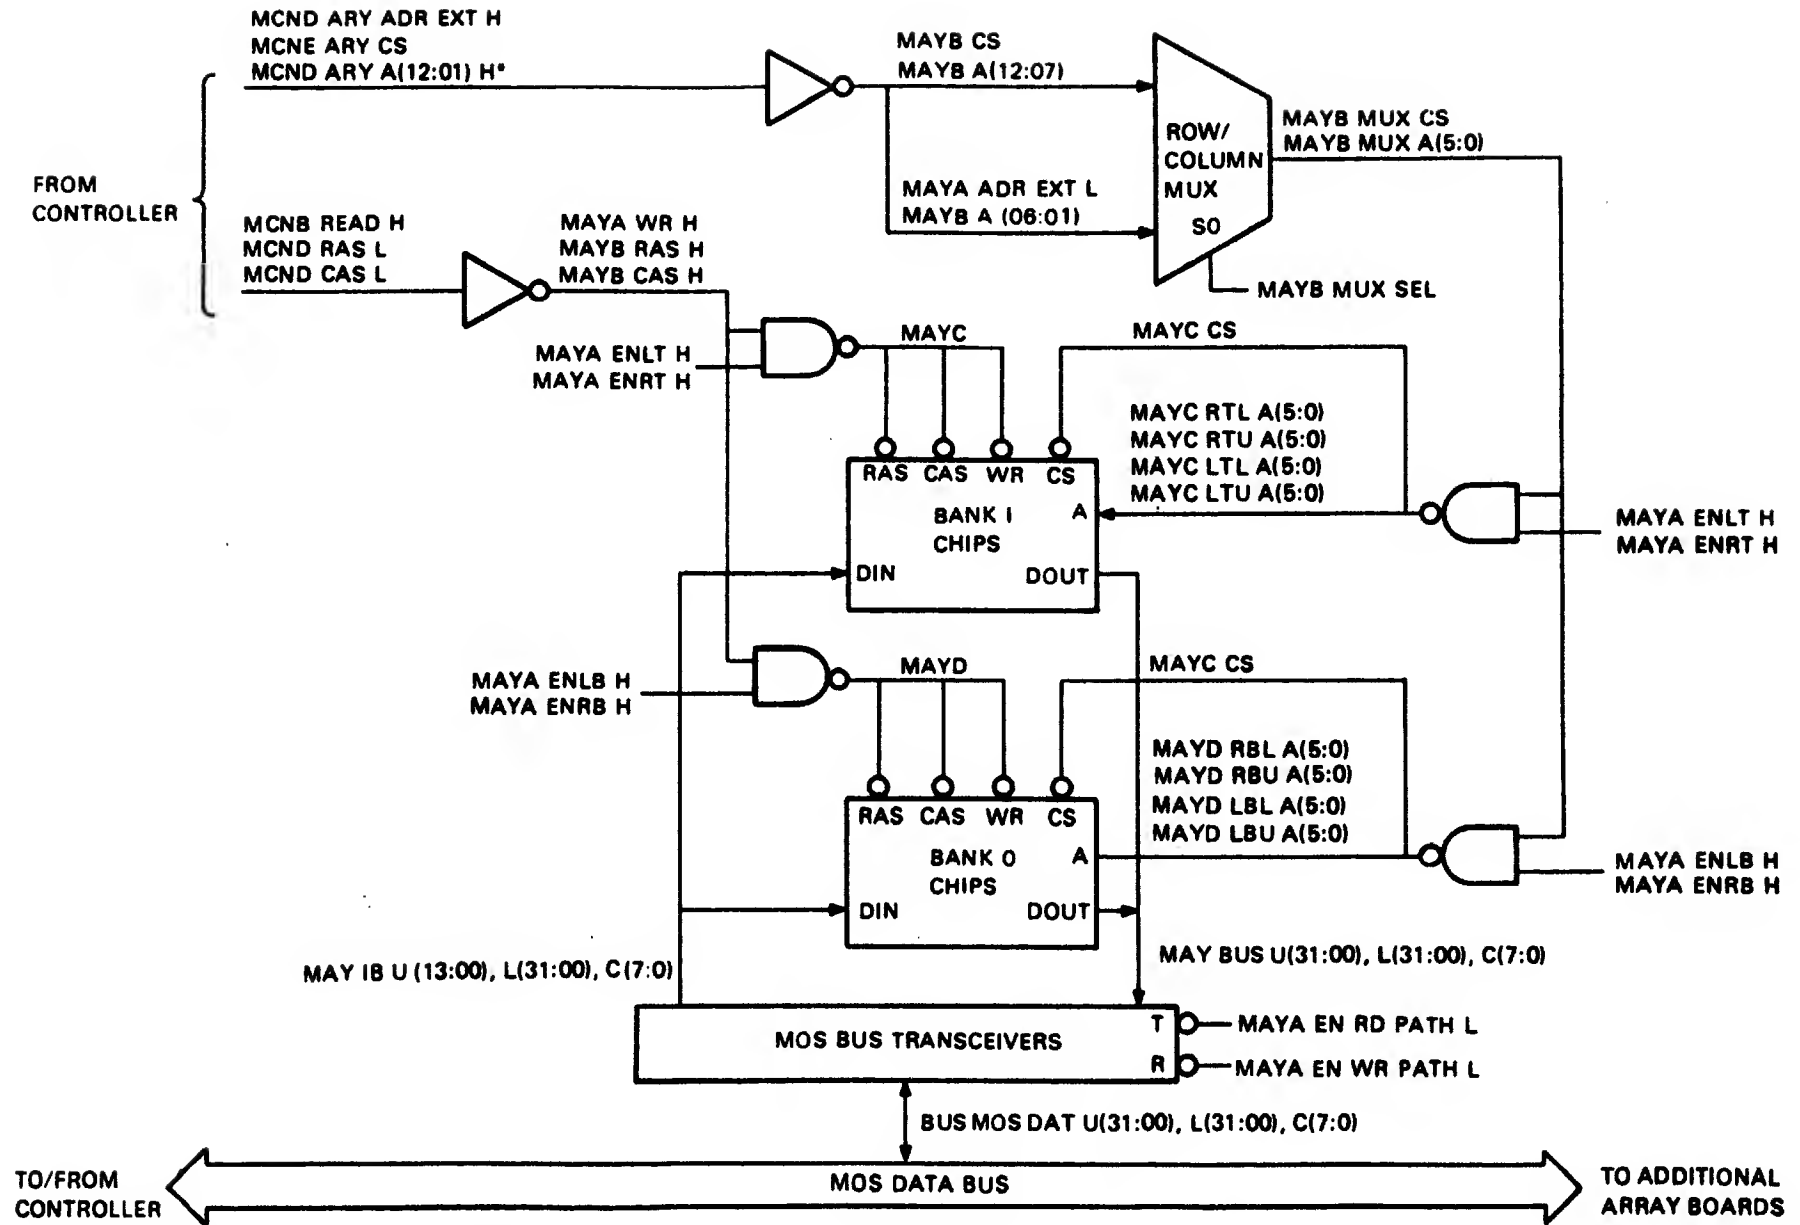 MCND ARY ADR EXT H
MCNE ARY CS
MCND ARY A(12:01) H*
MAYB CS
MAYB A(12:07)
ROW/
COLUMN
MUX
S0
MAYB MUX CS
MAYB MUX A(5:0)
FROM
CONTROLLER
MAYA ADR EXT L
MAYB A (06:01)
MCNB READ H
MCND RAS L
MCND CAS L
MAYA WR H
MAYB RAS H
MAYB CAS H
MAYB MUX SEL
MAYA ENLT H
MAYA ENRT H
MAYC
MAYC CS
MAYC RTL A(5:0)
MAYC RTU A(5:0)
MAYC LTL A(5:0)
MAYC LTU A(5:0)
RAS CAS WR CS
BANK I
CHIPS
A
DIN
DOUT
MAYA ENLT H
MAYA ENRT H
MAYA ENLB H
MAYA ENRB H
MAYD
MAYC CS
MAYD RBL A(5:0)
MAYD RBU A(5:0)
MAYD LBL A(5:0)
MAYD LBU A(5:0)
RAS CAS WR CS
BANK 0
CHIPS
A
DIN
DOUT
MAYA ENLB H
MAYA ENRB H
MAY IB U (13:00), L(31:00), C(7:0)
MAY BUS U(31:00), L(31:00), C(7:0)
MOS BUS TRANSCEIVERS
T
R
MAYA EN RD PATH L
MAYA EN WR PATH L
BUS MOS DAT U(31:00), L(31:00), C(7:0)
TO/FROM
CONTROLLER
MOS DATA BUS
TO ADDITIONAL
ARRAY BOARDS